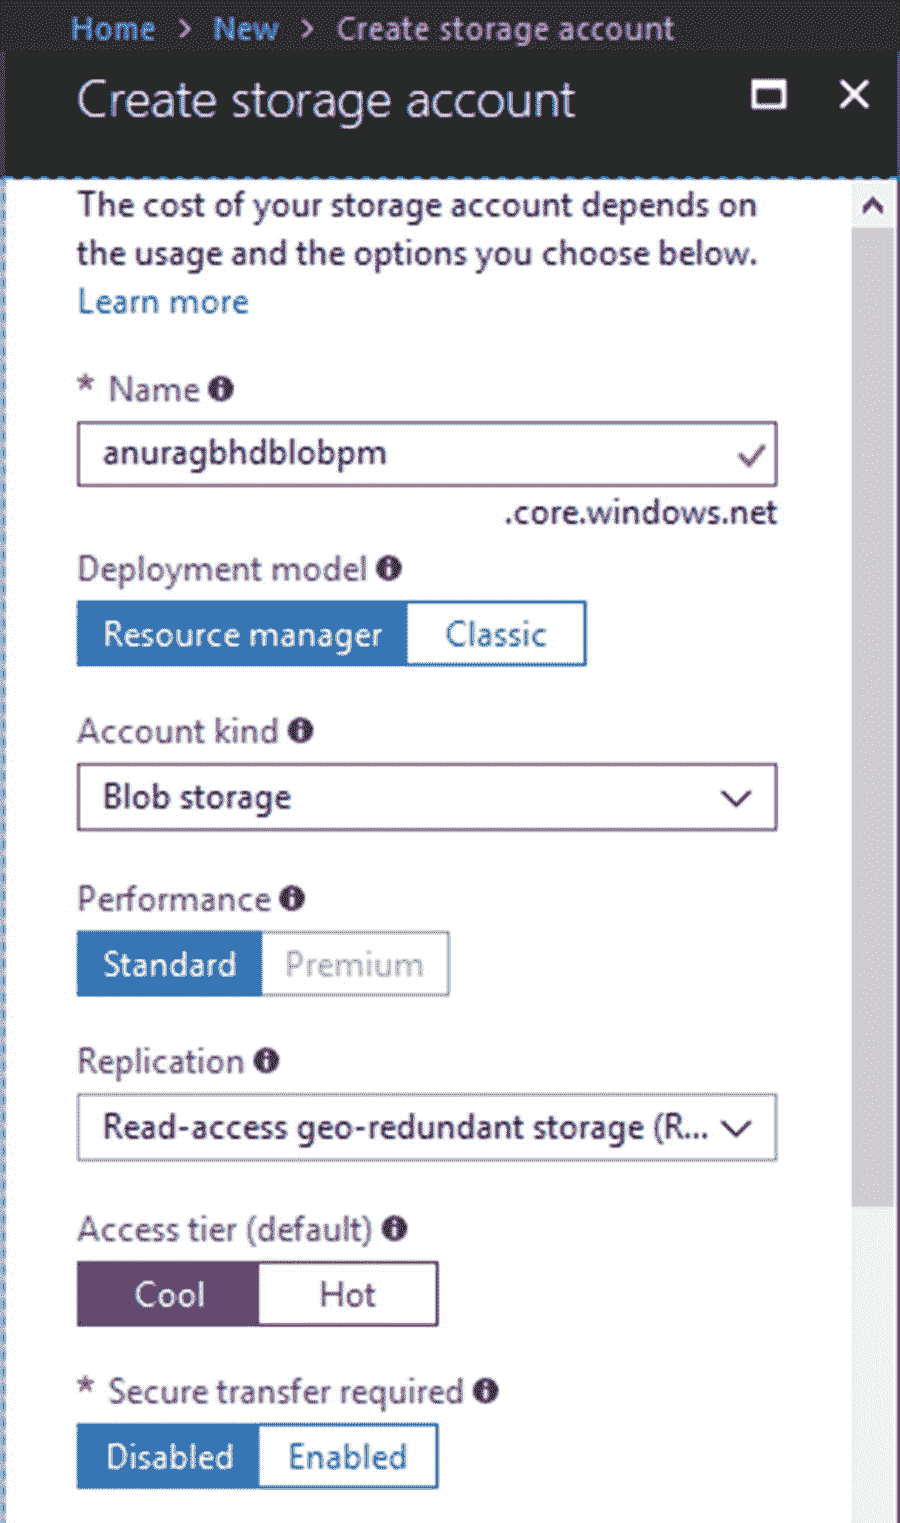 Home > New > Create storage account
Create storage account
The cost of your storage account depends on
the usage and the options you choose below.
Learn more
* Name
anuragbhdblobpm
.core.windows.net
Deployment model
Resource manager Classic
Account kind
Blob storage
Performance
Standard Premium
Replication
Read-access geo-redundant storage (R...
Access tier (default)
Cool Hot
* Secure transfer required
Disabled Enabled